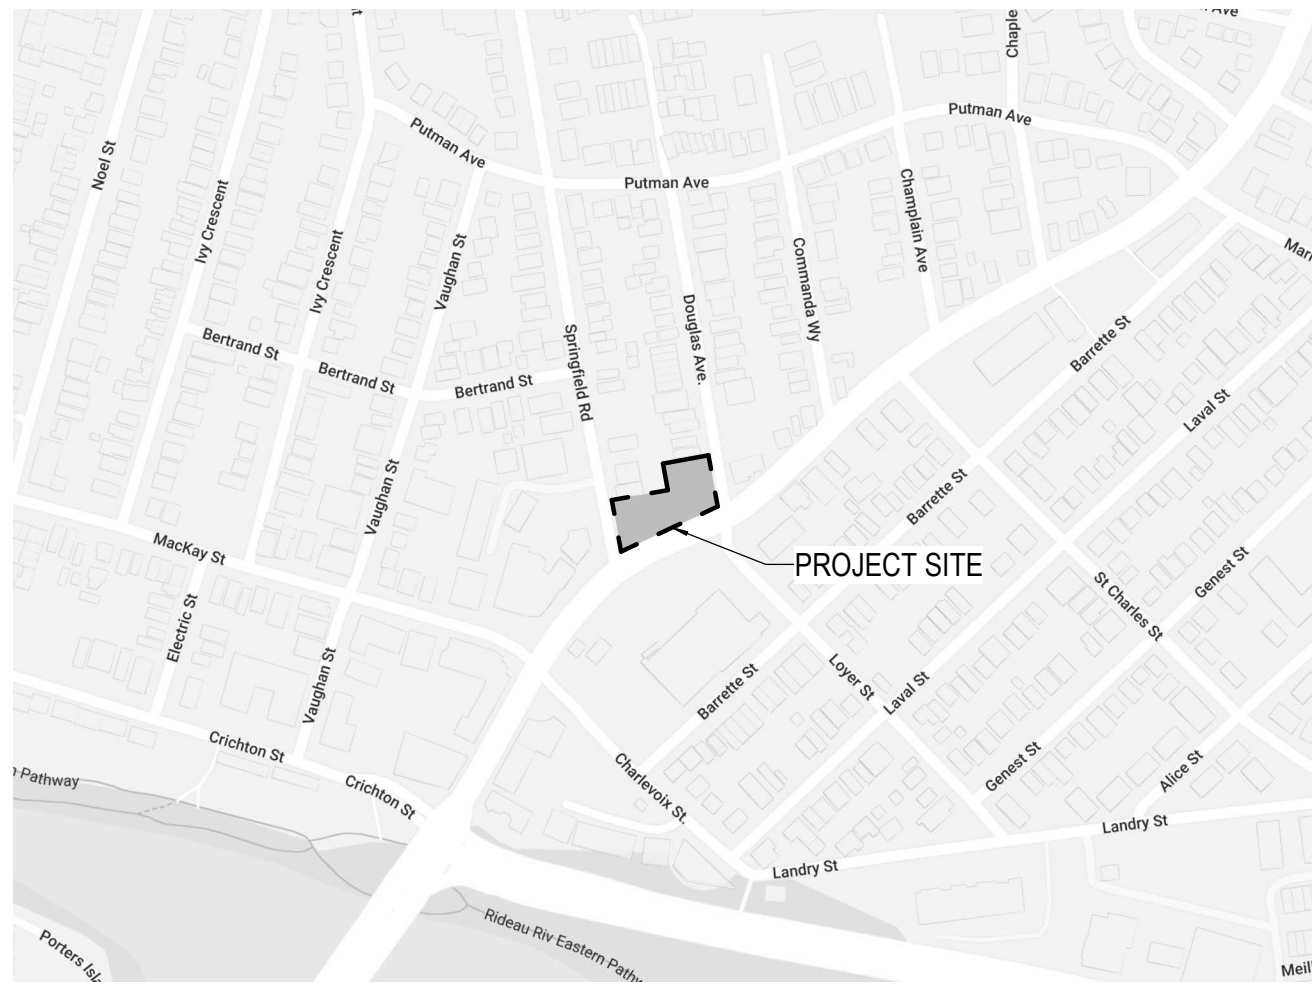 Putman Ave
Chaple
Putman Ave
Putman Ave
Noel St
Ivy Crescent
Ivy Crescent
Vaughan St
Champlain Ave
Commanda Wy
Douglas Ave.
Springfield Rd
Barrette St
Bertrand St
Bertrand St
Bertrand St
Laval St
Vaughan St
Barrette St
MacKay St
PROJECT SITE
Genest St
St Charles St
Electric St
Vaughan St
Loyer St
Laval St
Barrette St
Crichton St
Crichton St
Pathway
Charlevoix St.
Genest St
Alice St
Landry St
Landry St
Rideau Riv Eastern Pathw
Porters Isla
Meill